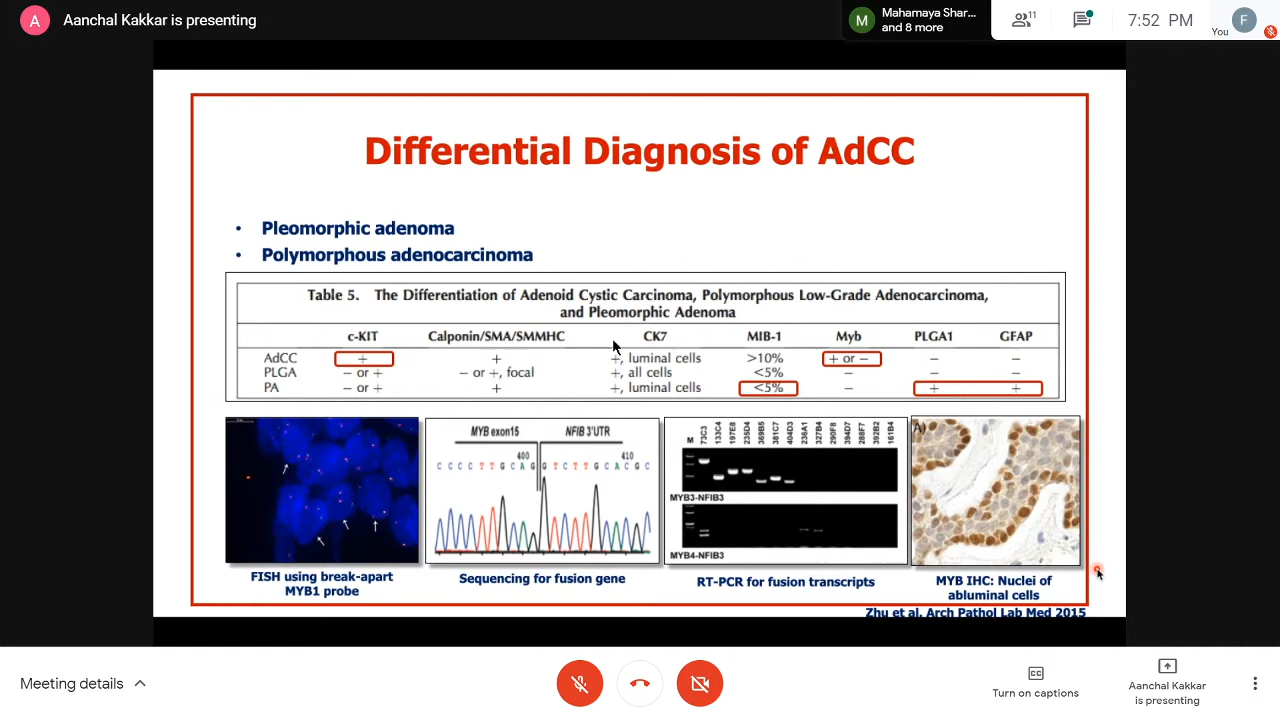 A
Aanchal Kakkar is presenting
M
Mahamaya Shar...
and 8 more
11
7:52 PM
You
F
Differential Diagnosis of AdCC
• Pleomorphic adenoma
• Polymorphous adenocarcinoma
Table 5. The Differentiation of Adenoid Cystic Carcinoma, Polymorphous Low-Grade Adenocarcinoma,
and Pleomorphic Adenoma
c-KIT Calponin/SMA/SMMHC CK7 MIB-1 Myb PLGA1 GFAP
AdCC + + +, luminal cells >10% + or − − −
PLGA − or + − or +, focal +, all cells <5% − − −
PA − or + + +, luminal cells <5% − + +
MYB exon15 NFIB 3'UTR
400 410
C C C C T T G C A G G T C T T G C A C G C
M 73C3 133C4 197E8 235D4 369B5 381C7 404D3 236A1 327B4 290F8 394D7 288F7 392B2 161B4
MYB3-NFIB3
MYB4-NFIB3
A)
FISH using break-apart
MYB1 probe
Sequencing for fusion gene
RT-PCR for fusion transcripts
MYB IHC: Nuclei of
abluminal cells
Zhu et al. Arch Pathol Lab Med 2015
Meeting details
CC
Turn on captions
Aanchal Kakkar
is presenting